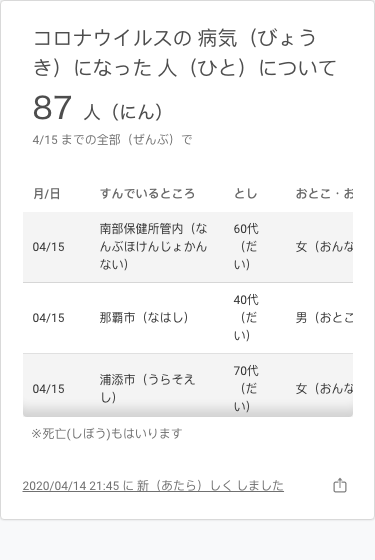 コロナウイルスの 病気（びょう
き）になった 人（ひと）について
87 人（にん）
4/15 までの全部（ぜんぶ）で
月/日 すんでいるところ とし おとこ・お
04/15 南部保健所管内（な
んぶほけんじょかん
ない） 60代
（だ
い） 女（おんな
04/15 那覇市（なはし） 40代
（だ
い） 男（おとこ
04/15 浦添市（うらそえ
し） 70代
（だ
い） 女（おんな
※死亡(しぼう)もはいります
2020/04/14 21:45 に 新（あたら）しく しました